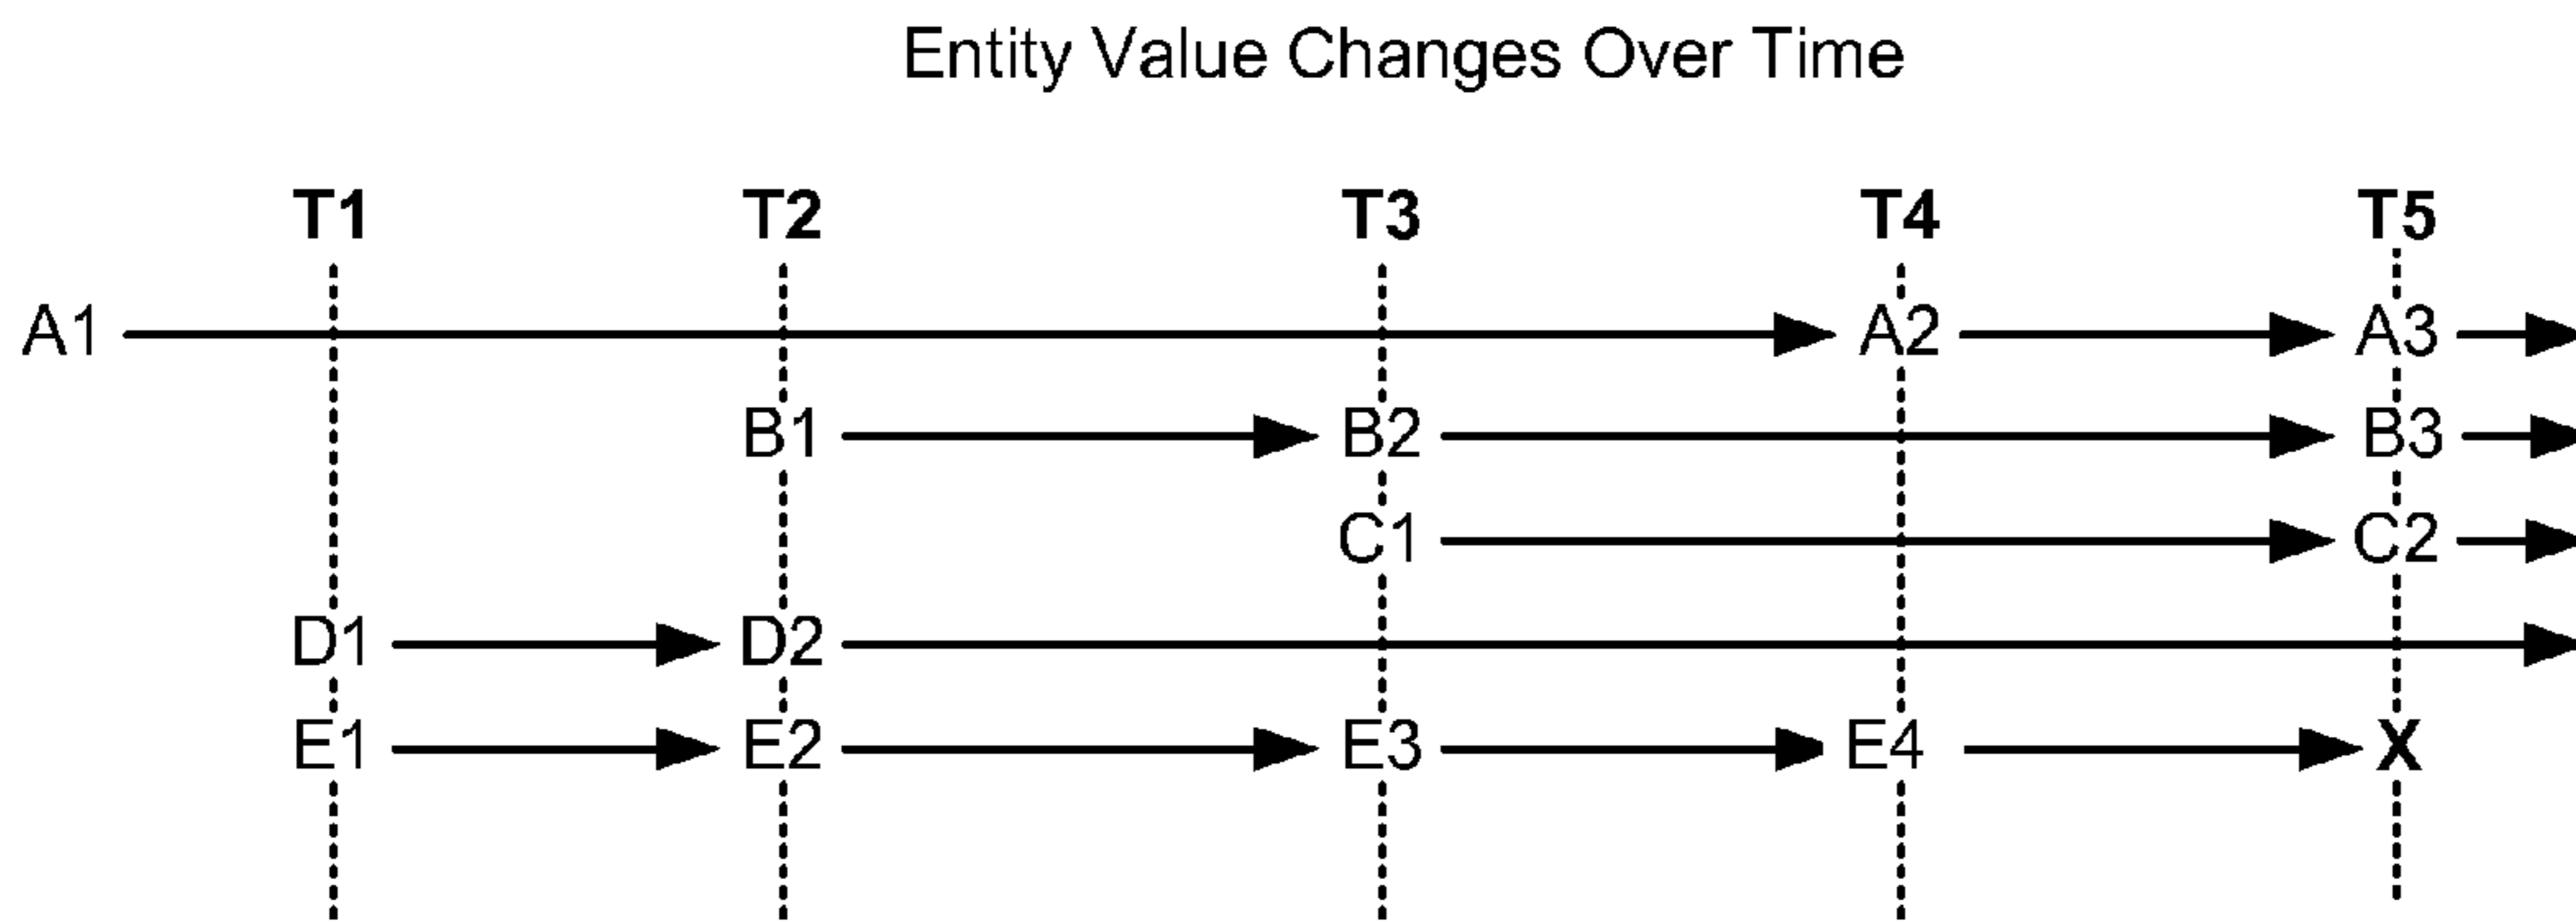 Entity Value Changes Over Time
T1 T2 T3 T4 T5
A1 A2 A3
B1 B2 B3
C1 C2
D1 D2
E1 E2 E3 E4 X